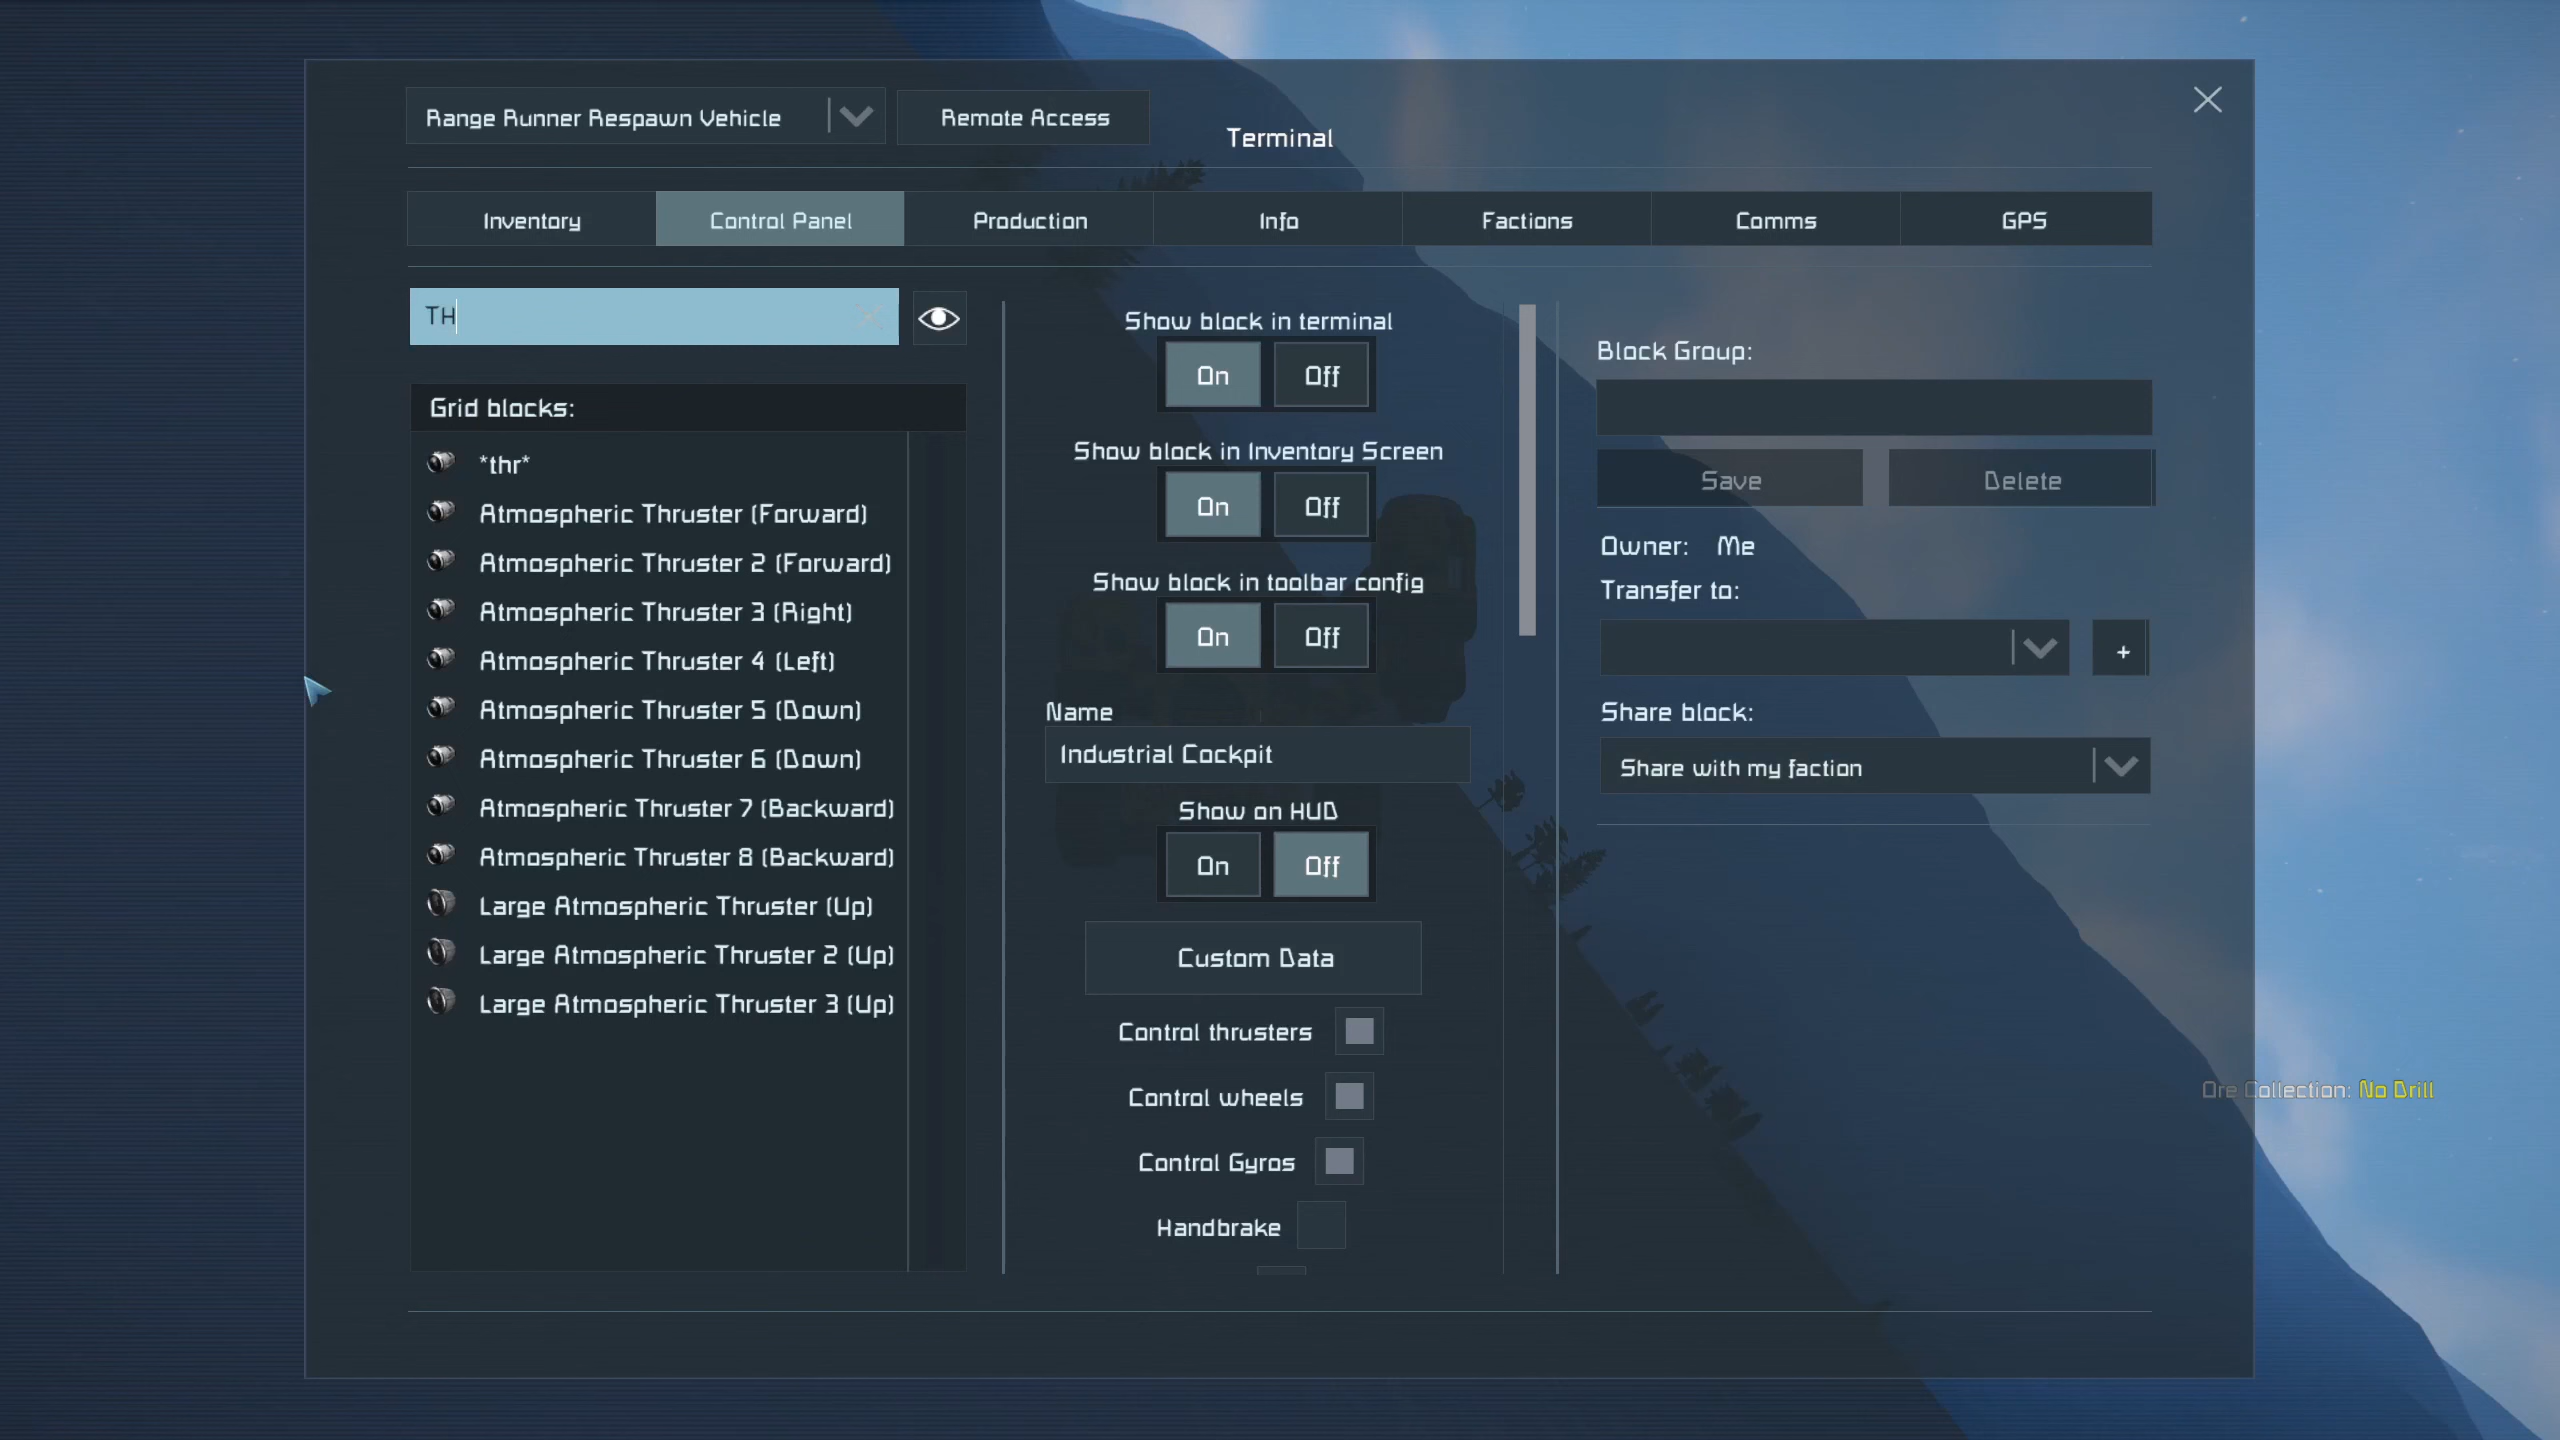 Range Runner Respawn Vehicle
Remote Access
Terminal
Inventory
Control Panel
Production
Info
Factions
Comms
GPS
TH
Grid blocks:
*thr*
Atmospheric Thruster (Forward)
Atmospheric Thruster 2 (Forward)
Atmospheric Thruster 3 (Right)
Atmospheric Thruster 4 (Left)
Atmospheric Thruster 5 (Down)
Atmospheric Thruster 6 (Down)
Atmospheric Thruster 7 (Backward)
Atmospheric Thruster 8 (Backward)
Large Atmospheric Thruster (Up)
Large Atmospheric Thruster 2 (Up)
Large Atmospheric Thruster 3 (Up)
Show block in terminal
On Off
Show block in Inventory Screen
On Off
Show block in toolbar config
On Off
Name
Industrial Cockpit
Show on HUD
On Off
Custom Data
Control thrusters
Control wheels
Control Gyros
Handbrake
Block Group:
Save
Delete
Owner: Me
Transfer to:
+
Share block:
Share with my faction
Ore Collection: No Drill